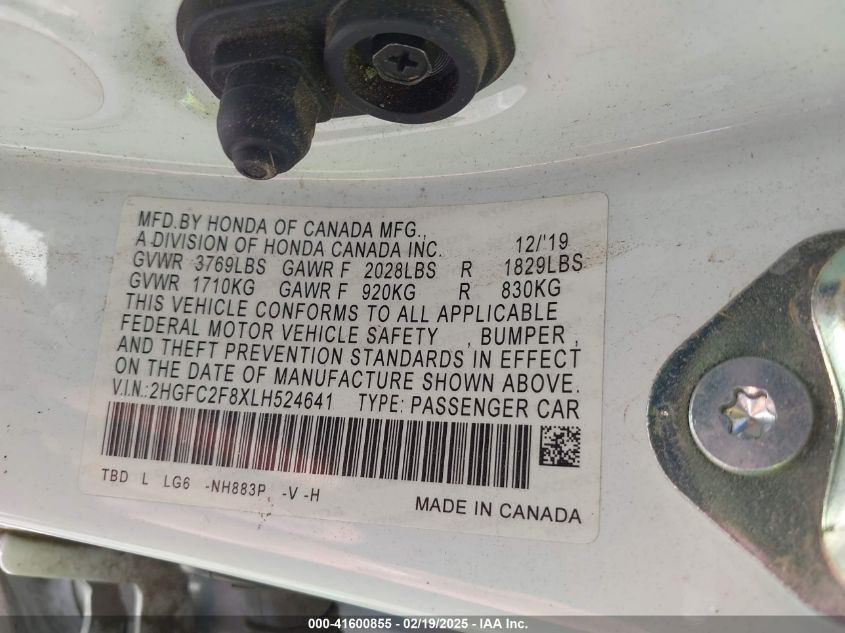 MFD.BY HONDA OF CANADA MFG.,
A DIVISION OF HONDA CANADA INC. 12/'19
GVWR 3769LBS GAWR F 2028LBS R 1829LBS
GVWR 1710KG GAWR F 920KG R 830KG
THIS VEHICLE CONFORMS TO ALL APPLICABLE
FEDERAL MOTOR VEHICLE SAFETY , BUMPER ,
AND THEFT PREVENTION STANDARDS IN EFFECT
ON THE DATE OF MANUFACTURE SHOWN ABOVE.
V.I.N.:2HGFC2F8XLH524641 TYPE: PASSENGER CAR
TBD L LG6 -NH883P -V -H
MADE IN CANADA
000-41600855 - 02/19/2025 - IAA Inc.